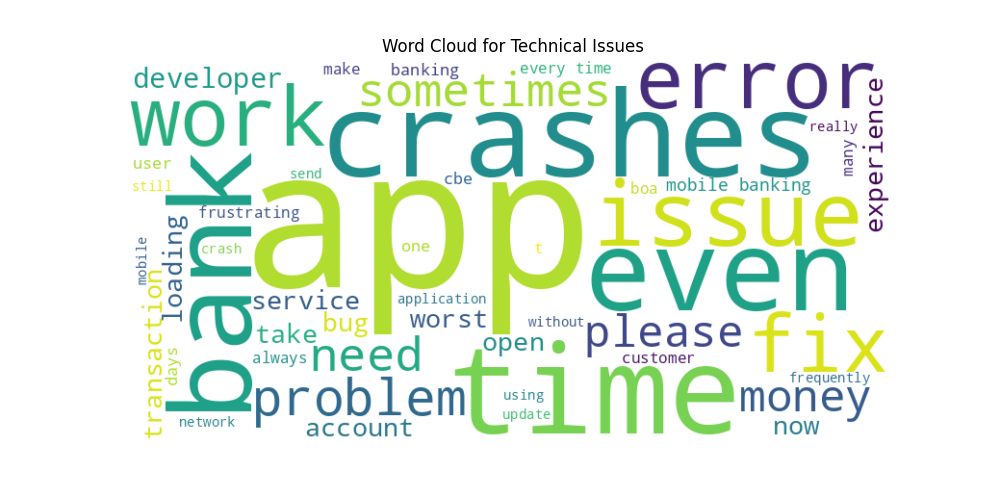 Word Cloud for Technical Issues
make
banking
every time
error
developer
sometimes
work
crashes
really
many
experience
user
still
send
cbe
app
issue
boa
mobile banking
bank
frustrating
crash
one
t
even
mobile
loading
transaction
days
service
application
take
bug
worst
without
please
fix
always
need
open
customer
time
problem
using
update
money
frequently
network
account
now